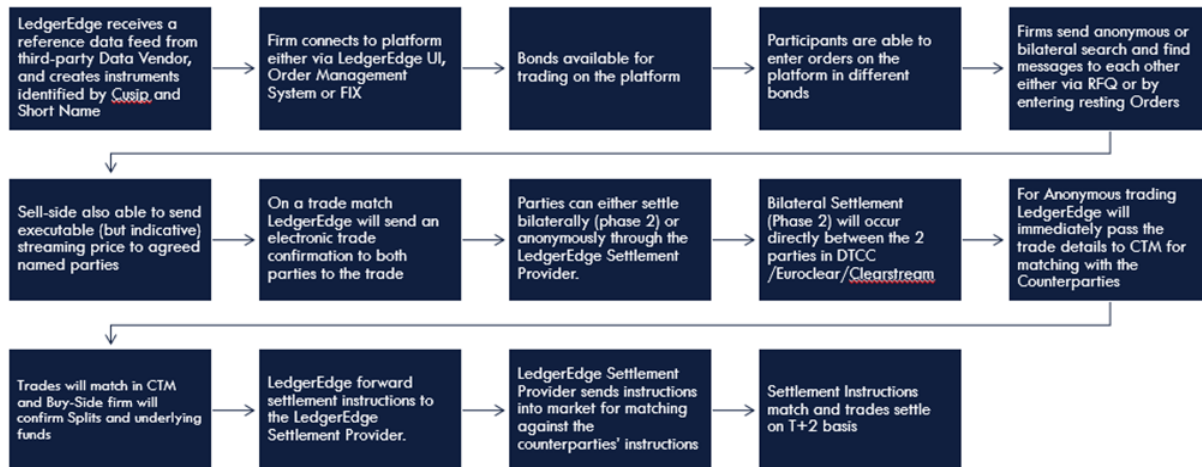 LedgerEdge receives a
reference data feed from
third-party Data Vendor,
and creates instruments
identified by Cusip and
Short Name
Firm connects to platform
either via LedgerEdge UI,
Order Management
System or FIX
Bonds available for
trading on the platform
Participants are able to
enter orders on the
platform in different
bonds
Firms send anonymous or
bilateral search and find
messages to each other
either via RFQ or by
entering resting Orders
Sell-side also able to send
executable (but indicative)
streaming price to agreed
named parties
On a trade match
LedgerEdge will send an
electronic trade
confirmation to both
parties to the trade
Parties can either settle
bilaterally (phase 2) or
anonymously through the
LedgerEdge Settlement
Provider.
Bilateral Settlement
(Phase 2) will occur
directly between the 2
parties in DTCC
/Euroclear/Clearstream
For Anonymous trading
LedgerEdge will
immediately pass the
trade details to CTM for
matching with the
Counterparties
Trades will match in CTM
and Buy-Side firm will
confirm Splits and underlying
funds
LedgerEdge forward
settlement instructions to
the LedgerEdge
Settlement Provider.
LedgerEdge Settlement
Provider sends instructions
into market for matching
against the
counterparties' instructions
Settlement Instructions
match and trades settle
on T+2 basis